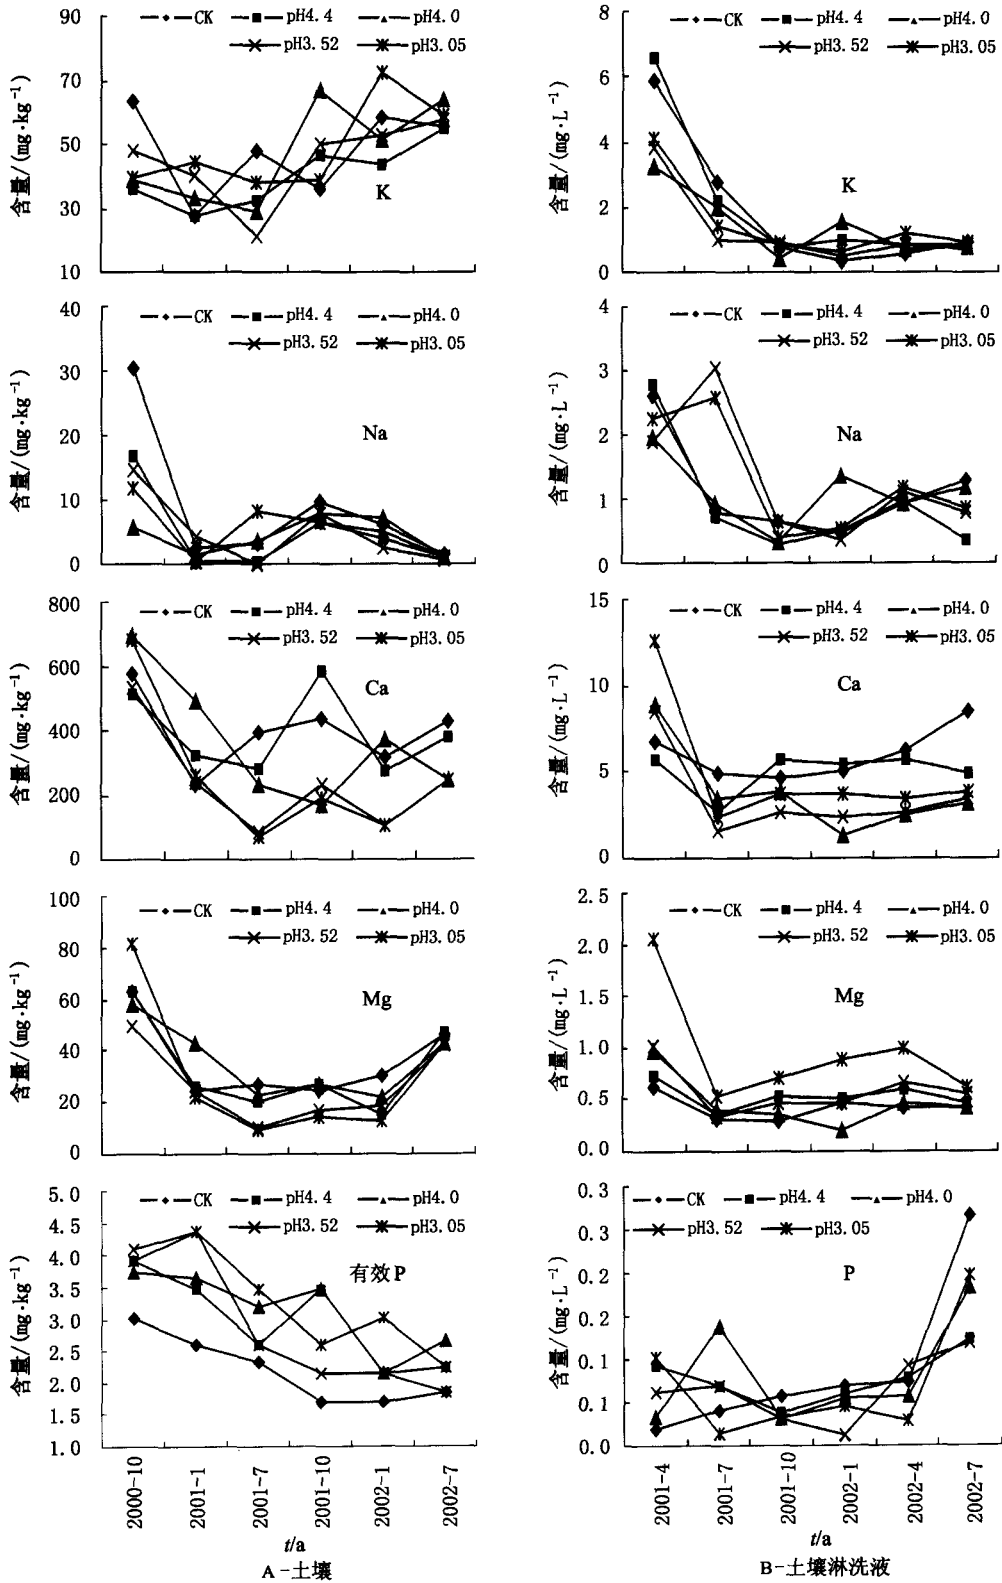 CK pH4.4 pH4.0
pH3.52 pH3.05
含量/(mg·kg⁻¹)
90
70
50
30
10
K
CK pH4.4 pH4.0
pH3.52 pH3.05
含量/(mg·L⁻¹)
8
6
4
2
0
K
CK pH4.4 pH4.0
pH3.52 pH3.05
含量/(mg·kg⁻¹)
40
30
20
10
0
Na
CK pH4.4 pH4.0
pH3.52 pH3.05
含量/(mg·L⁻¹)
4
3
2
1
0
Na
CK pH4.4 pH4.0
pH3.52 pH3.05
含量/(mg·kg⁻¹)
800
600
400
200
0
Ca
CK pH4.4 pH4.0
pH3.52 pH3.05
含量/(mg·L⁻¹)
15
10
5
0
Ca
CK pH4.4 pH4.0
pH3.52 pH3.05
含量/(mg·kg⁻¹)
100
80
60
40
20
0
Mg
CK pH4.4 pH4.0
pH3.52 pH3.05
含量/(mg·L⁻¹)
2.5
2.0
1.5
1.0
0.5
0.0
Mg
CK pH4.4 pH4.0
pH3.52 pH3.05
含量/(mg·kg⁻¹)
5.0
4.5
4.0
3.5
3.0
2.5
2.0
1.5
1.0
有效P
2000-10 2001-1 2001-7 2001-10 2002-1 2002-7
t/a
A-土壤
CK pH4.4 pH4.0
pH3.52 pH3.05
含量/(mg·L⁻¹)
0.3
0.3
0.2
0.2
0.1
0.1
0.0
P
2001-4 2001-7 2001-10 2002-1 2002-4 2002-7
t/a
B-土壤淋洗液